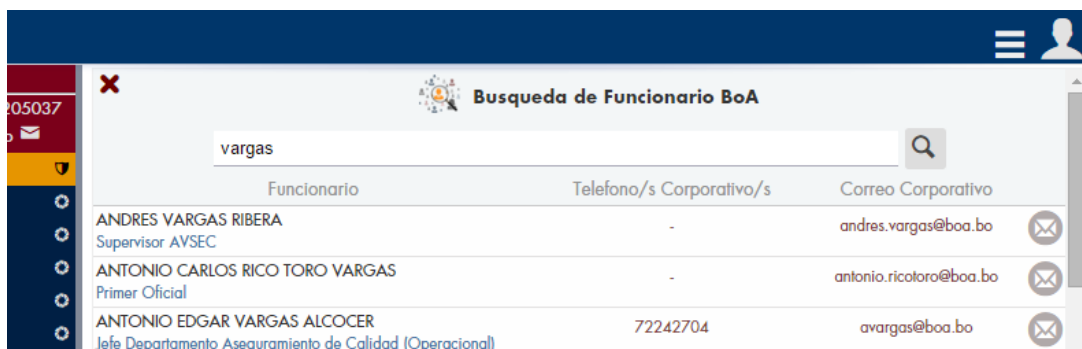 205037
Busqueda de Funcionario BoA
vargas
Funcionario Telefono/s Corporativo/s Correo Corporativo
ANDRES VARGAS RIBERA - andres.vargas@boa.bo
Supervisor AVSEC
ANTONIO CARLOS RICO TORO VARGAS - antonio.ricotoro@boa.bo
Primer Oficial
ANTONIO EDGAR VARGAS ALCOCER 72242704 avargas@boa.bo
Jefe Departamento Aseguramiento de Calidad (Operacional)